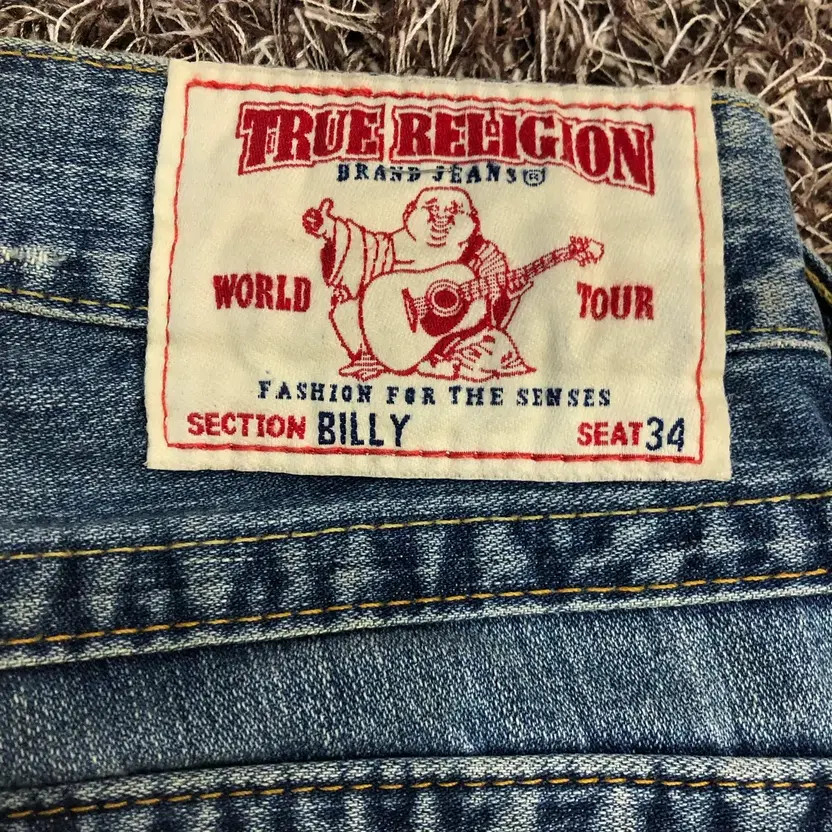 TRUE RELIGION
BRAND JEANS®
WORLD TOUR
FASHION FOR THE SENSES
SECTION BILLY SEAT 34